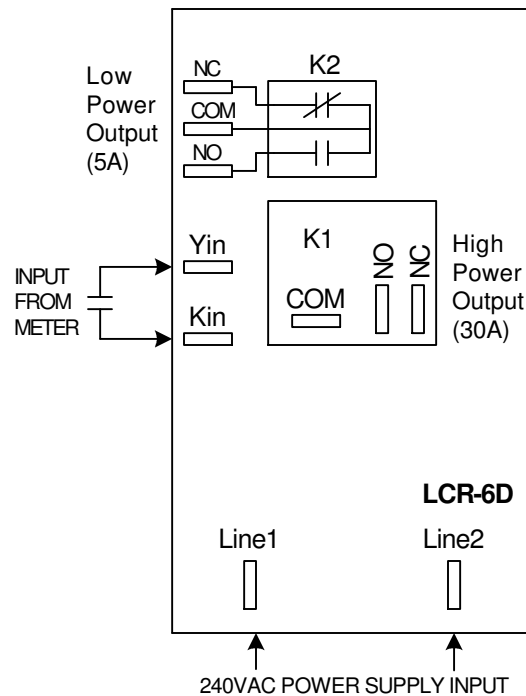 Low
Power
Output
(5A)
NC
COM
NO
K2
INPUT
FROM
METER
Yin
Kin
K1
COM
NO
NC
High
Power
Output
(30A)
LCR-6D
Line1
Line2
240VAC POWER SUPPLY INPUT